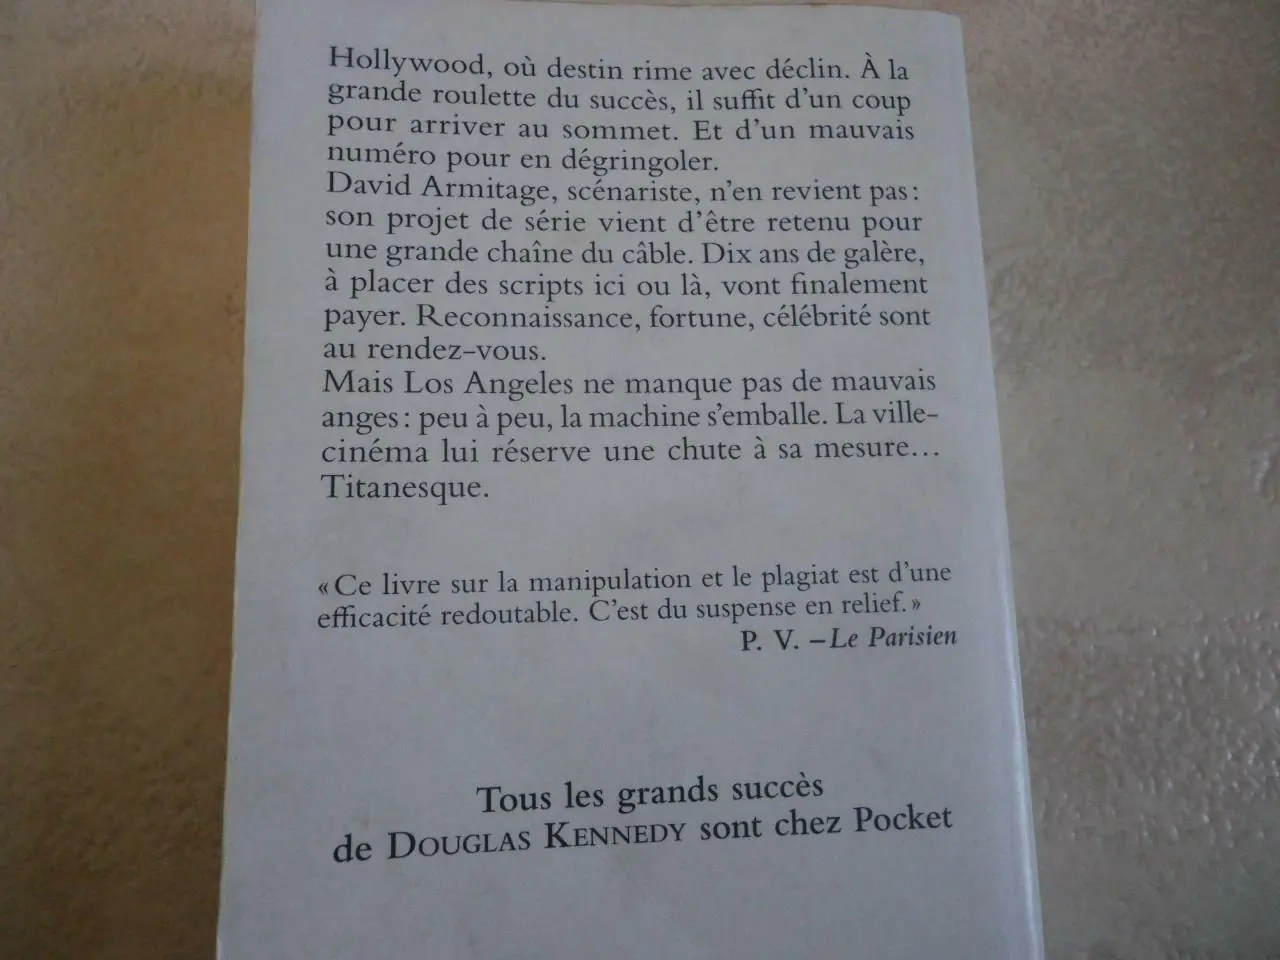 Hollywood, où destin rime avec déclin. À la
grande roulette du succès, il suffit d'un coup
pour arriver au sommet. Et d'un mauvais
numéro pour en dégringoler.
David Armitage, scénariste, n'en revient pas :
son projet de série vient d'être retenu pour
une grande chaîne du câble. Dix ans de galère,
à placer des scripts ici ou là, vont finalement
payer. Reconnaissance, fortune, célébrité sont
au rendez-vous.
Mais Los Angeles ne manque pas de mauvais
anges : peu à peu, la machine s'emballe. La ville-
cinéma lui réserve une chute à sa mesure...
Titanesque.
« Ce livre sur la manipulation et le plagiat est d'une
efficacité redoutable. C'est du suspense en relief. »
P. V. – Le Parisien
Tous les grands succès
de DOUGLAS KENNEDY sont chez Pocket